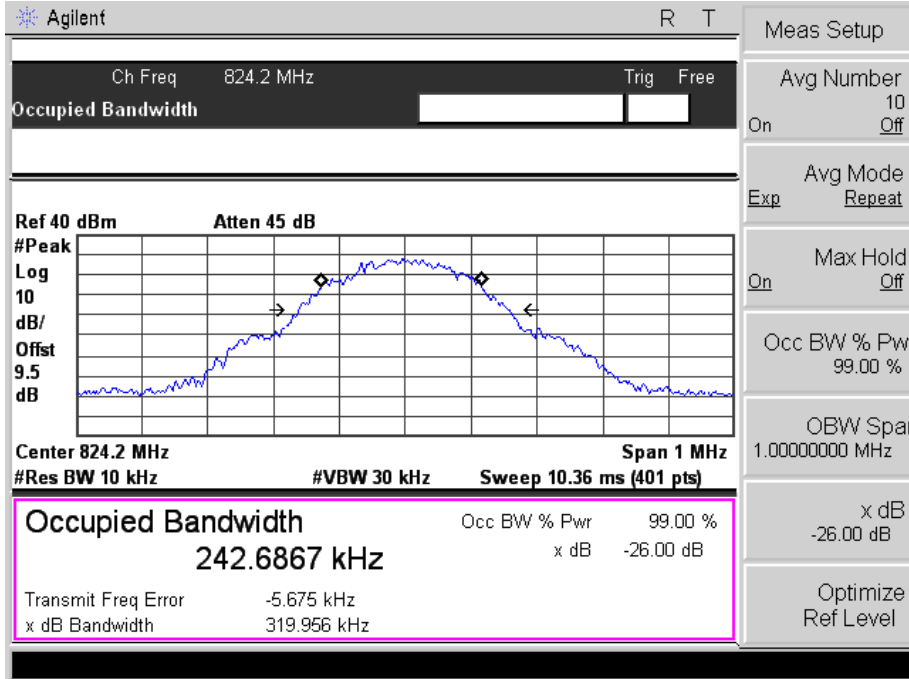 Agilent
R T
Ch Freq 824.2 MHz Trig Free
Occupied Bandwidth
Ref 40 dBm Atten 45 dB
#Peak
Log
10
dB/
Offst
9.5
dB
Center 824.2 MHz Span 1 MHz
#Res BW 10 kHz #VBW 30 kHz Sweep 10.36 ms (401 pts)
Occupied Bandwidth
242.6867 kHz
Occ BW % Pwr 99.00 %
x dB -26.00 dB
Transmit Freq Error -5.675 kHz
x dB Bandwidth 319.956 kHz
Meas Setup
Avg Number
10
On Off
Avg Mode
Exp Repeat
Max Hold
On Off
Occ BW % Pw
99.00 %
OBW Spa
1.00000000 MHz
x dB
-26.00 dB
Optimize
Ref Level